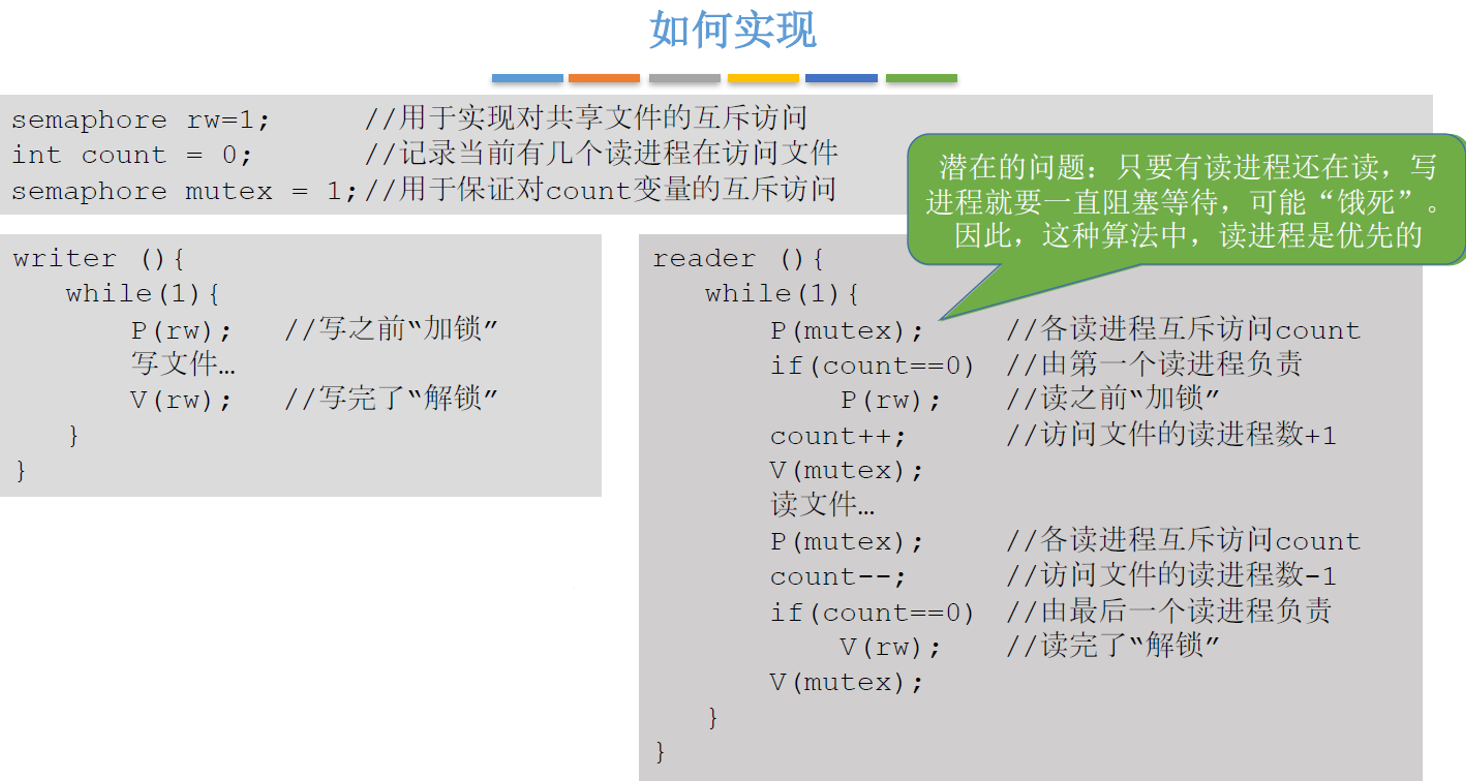 如何实现
semaphore rw=1; //用于实现对共享文件的互斥访问
int count = 0; //记录当前有几个读进程在访问文件
semaphore mutex = 1;//用于保证对count变量的互斥访问
潜在的问题：只要有读进程还在读，写
进程就要一直阻塞等待，可能“饿死”。
因此，这种算法中，读进程是优先的
writer (){
while(1){
P(rw); //写之前“加锁”
写文件…
V(rw); //写完了“解锁”
}
}
reader (){
while(1){
P(mutex); //各读进程互斥访问count
if(count==0) //由第一个读进程负责
P(rw); //读之前“加锁”
count++; //访问文件的读进程数+1
V(mutex);
读文件…
P(mutex); //各读进程互斥访问count
count--; //访问文件的读进程数-1
if(count==0) //由最后一个读进程负责
V(rw); //读完了“解锁”
V(mutex);
}
}